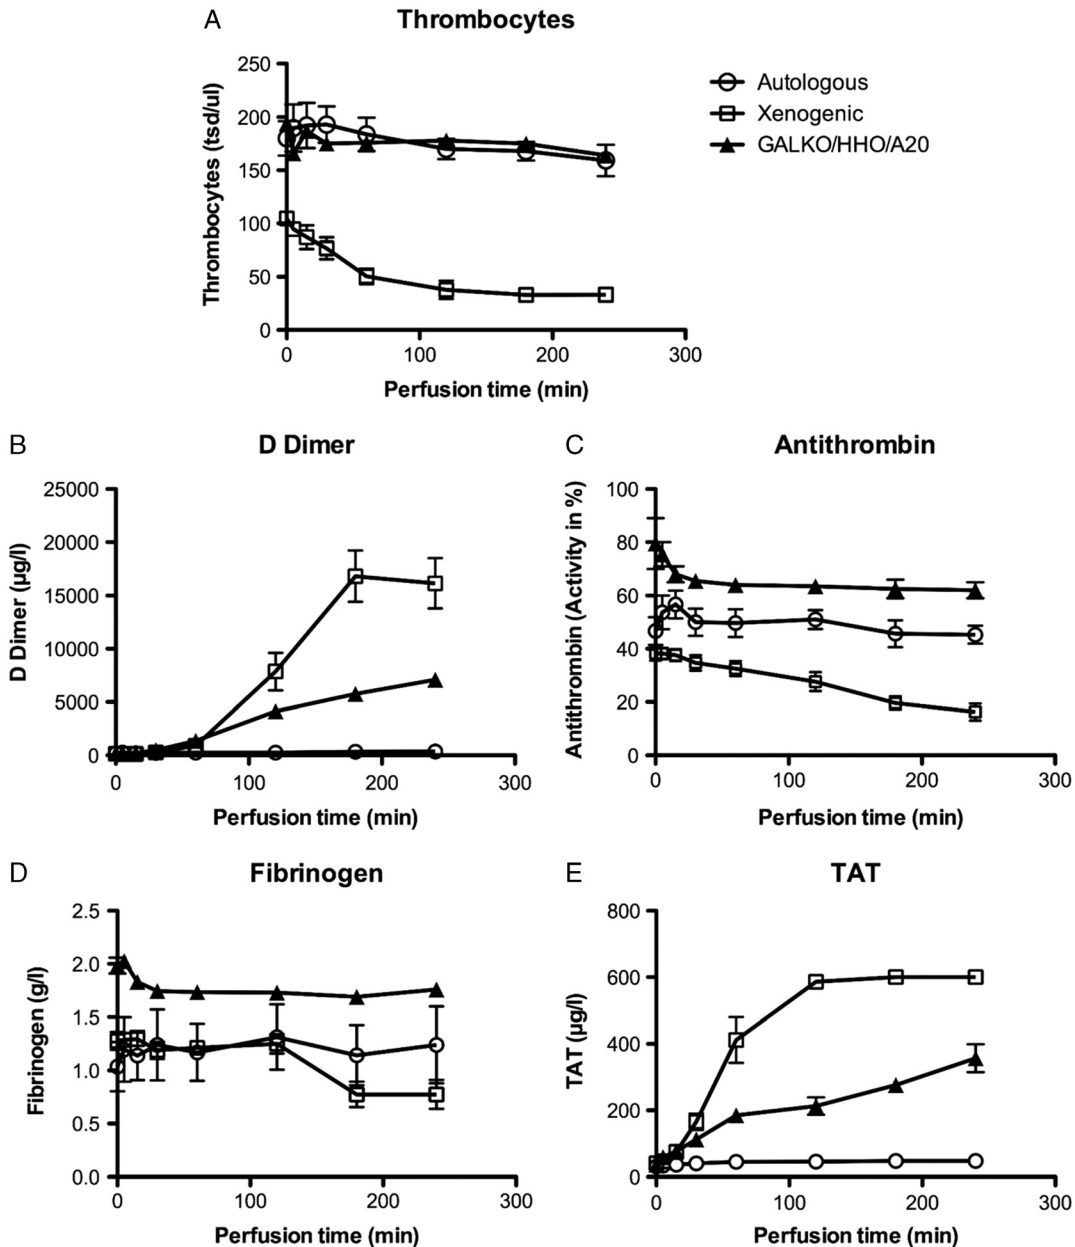 A Thrombocytes
Thrombocytes (tsd/ul)
250
200
150
100
50
0
0 100 200 300
Perfusion time (min)
Autologous
Xenogenic
GALKO/HHO/A20
B D Dimer
D Dimer (µg/l)
25000
20000
15000
10000
5000
0
0 100 200 300
Perfusion time (min)
C Antithrombin
Antithrombin (Activity in %)
100
80
60
40
20
0
0 100 200 300
Perfusion time (min)
D Fibrinogen
Fibrinogen (g/l)
2.5
2.0
1.5
1.0
0.5
0.0
0 100 200 300
Perfusion time (min)
E TAT
TAT (µg/l)
800
600
400
200
0
0 100 200 300
Perfusion time (min)